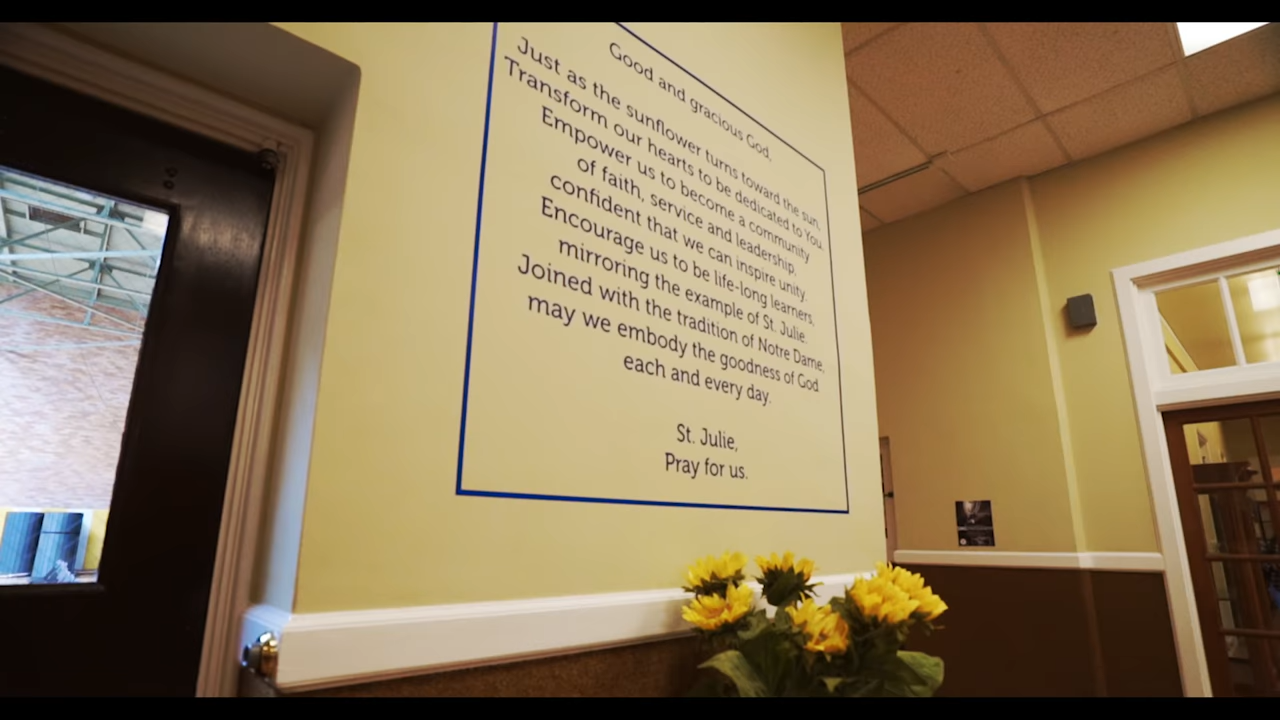 Good and gracious God,
Just as the sunflower turns toward the sun,
Transform our hearts to be dedicated to You.
Empower us to become a community
of faith, service and leadership,
confident that we can inspire unity.
Encourage us to be life-long learners,
mirroring the example of St. Julie.
Joined with the tradition of Notre Dame,
may we embody the goodness of God
each and every day.
St. Julie,
Pray for us.